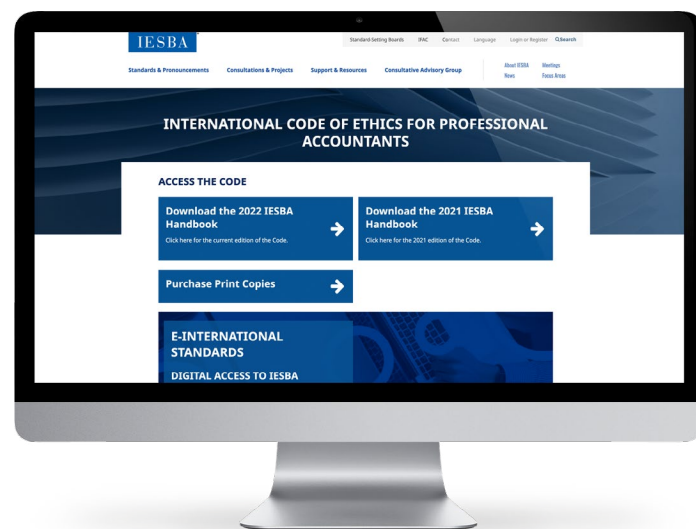 IESBA
Standard-Setting Boards IFAC Contact Language Login or Register Search
Standards & Pronouncements Consultations & Projects Support & Resources Consultative Advisory Group
About IESBA Meetings
News Focus Areas
INTERNATIONAL CODE OF ETHICS FOR PROFESSIONAL
ACCOUNTANTS
ACCESS THE CODE
Download the 2022 IESBA
Handbook
Click here for the current edition of the Code.
Download the 2021 IESBA
Handbook
Click here for the 2021 edition of the Code.
Purchase Print Copies
E-INTERNATIONAL
STANDARDS
DIGITAL ACCESS TO IESBA